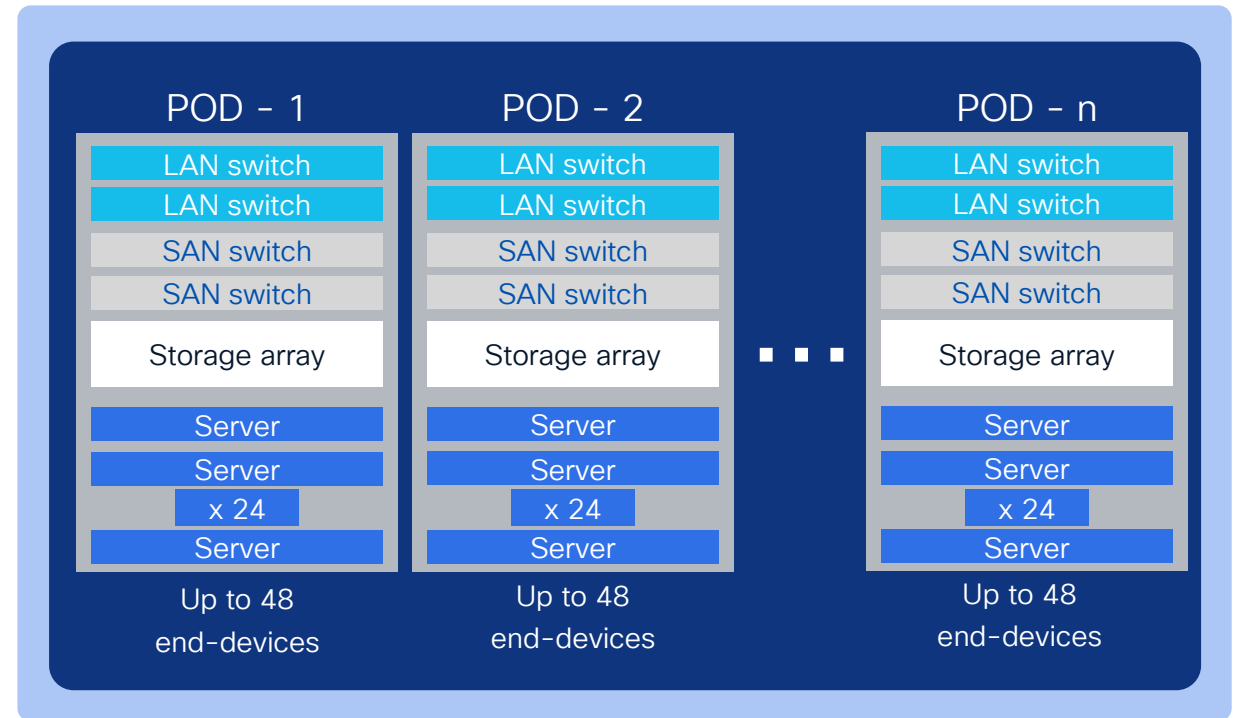 POD - 1
LAN switch
LAN switch
SAN switch
SAN switch
Storage array
Server
Server
x 24
Server
Up to 48
end-devices
POD - 2
LAN switch
LAN switch
SAN switch
SAN switch
Storage array
Server
Server
x 24
Server
Up to 48
end-devices
POD - n
LAN switch
LAN switch
SAN switch
SAN switch
Storage array
Server
Server
x 24
Server
Up to 48
end-devices